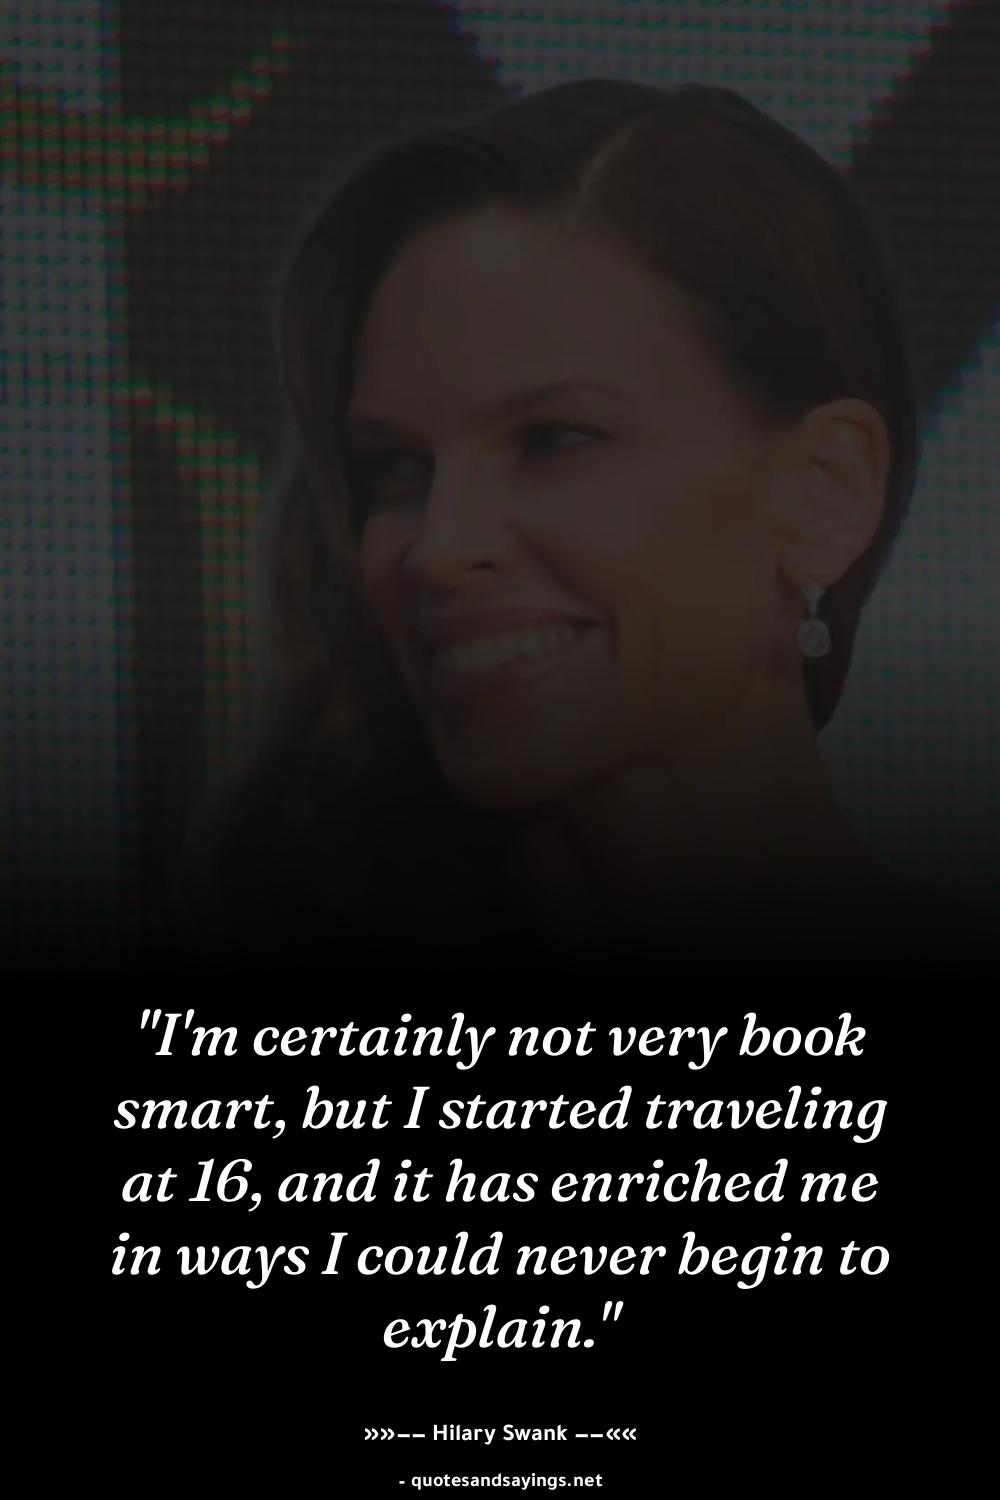 "I'm certainly not very book
smart, but I started traveling
at 16, and it has enriched me
in ways I could never begin to
explain."
»»–– Hilary Swank ––««
- quotesandsayings.net